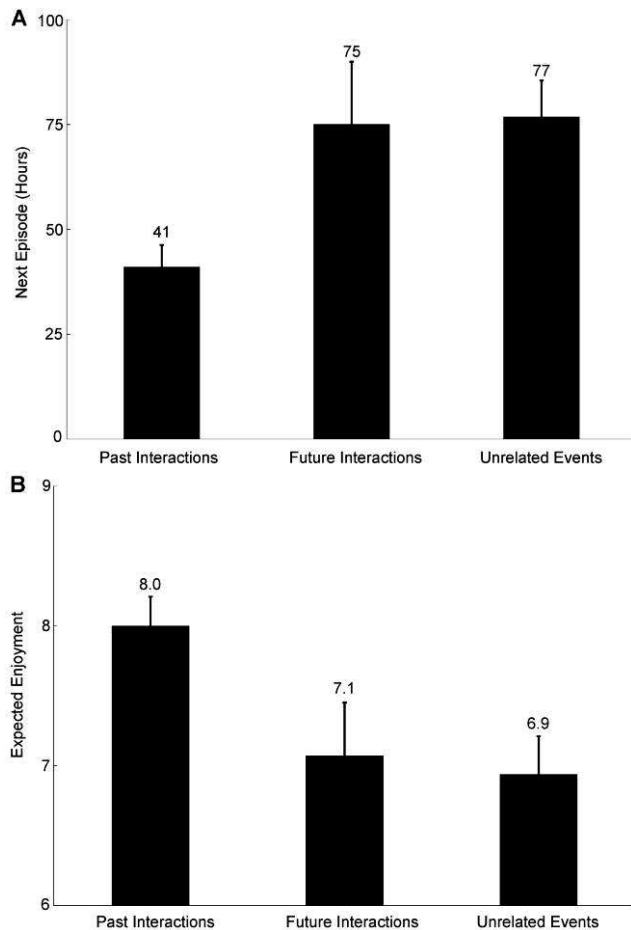 A
100
75
50
25
0
Next Episode (Hours)
41
75
77
Past Interactions
Future Interactions
Unrelated Events
B
9
8
7
6
Expected Enjoyment
8.0
7.1
6.9
Past Interactions
Future Interactions
Unrelated Events